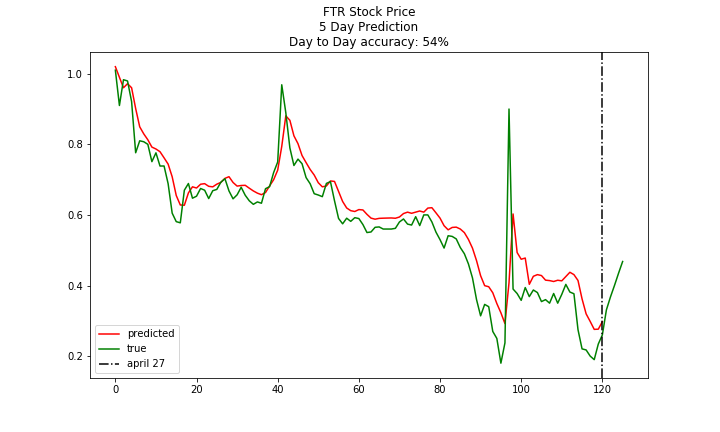 FTR Stock Price
5 Day Prediction
Day to Day accuracy: 54%
1.0
0.8
0.6
0.4
0.2
predicted
true
april 27
0 20 40 60 80 100 120